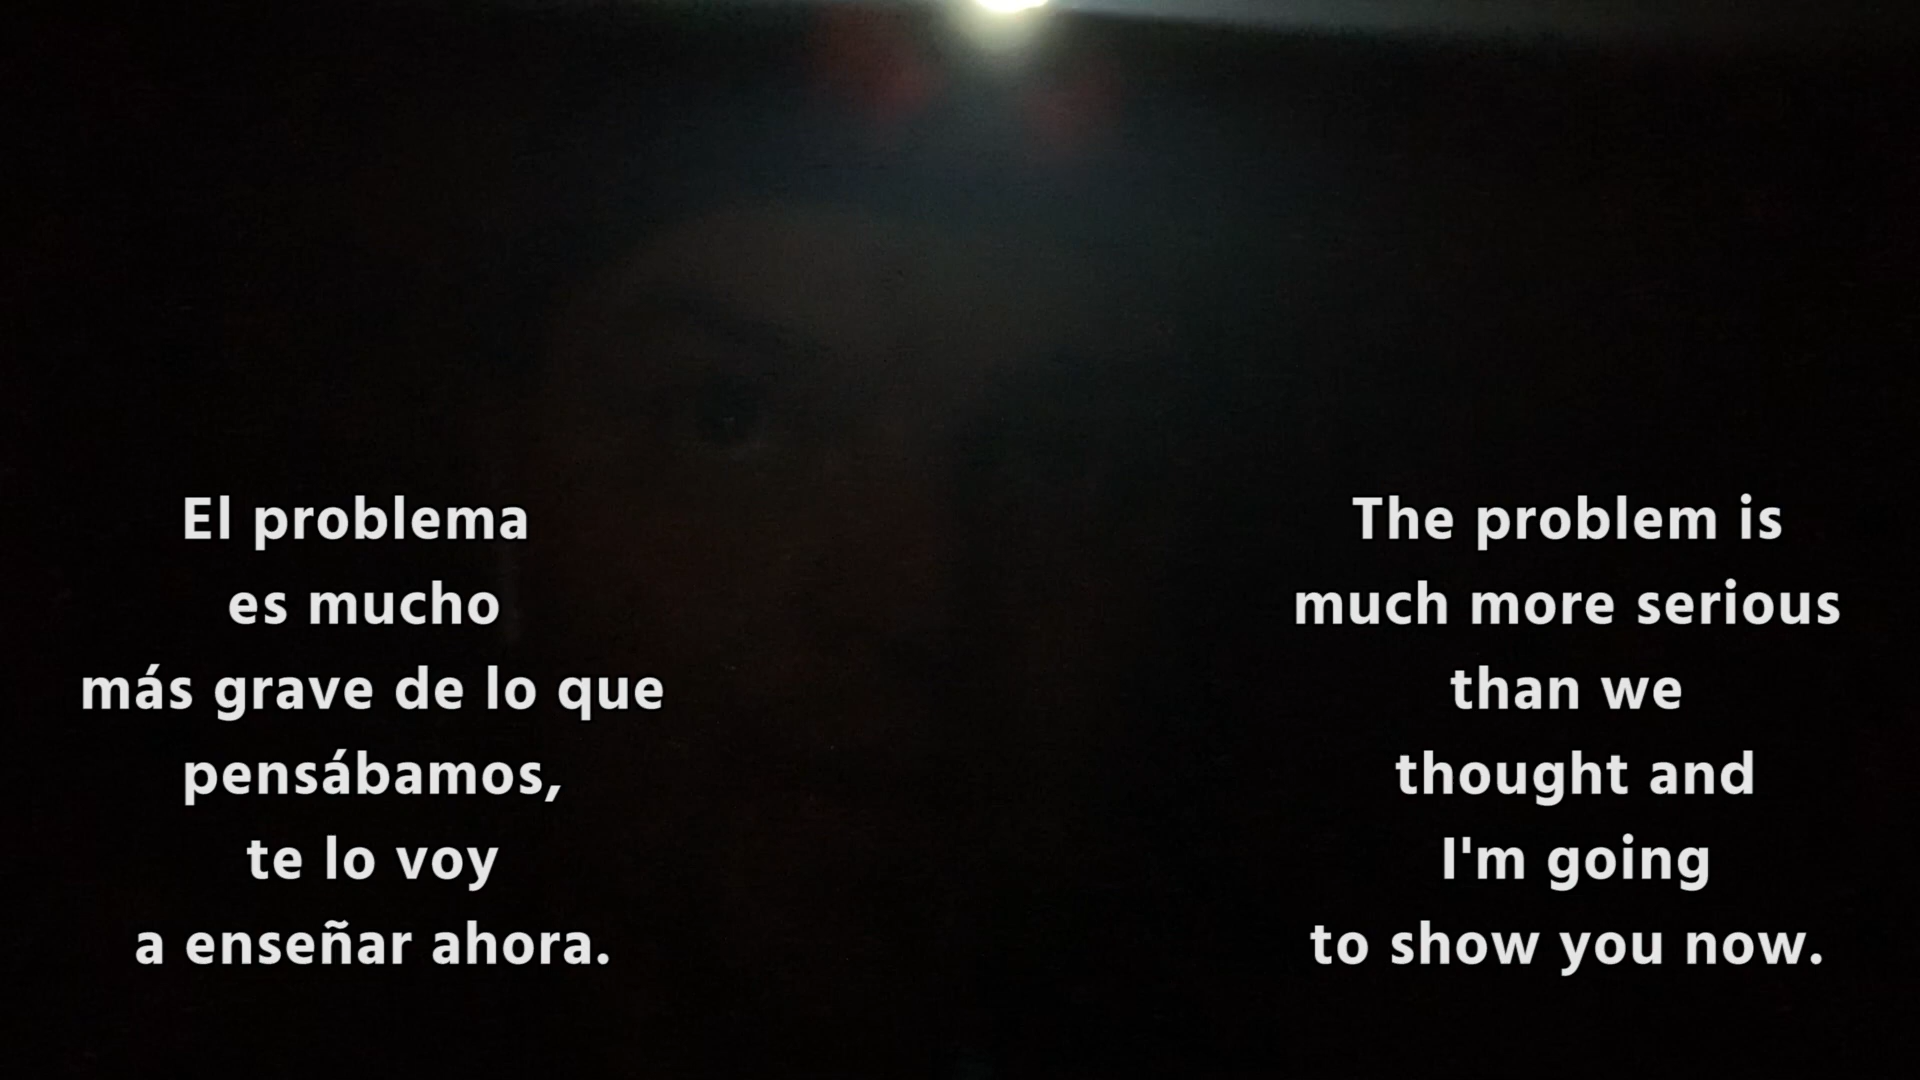 El problema
es mucho
más grave de lo que
pensábamos,
te lo voy
a enseñar ahora.
The problem is
much more serious
than we
thought and
I'm going
to show you now.